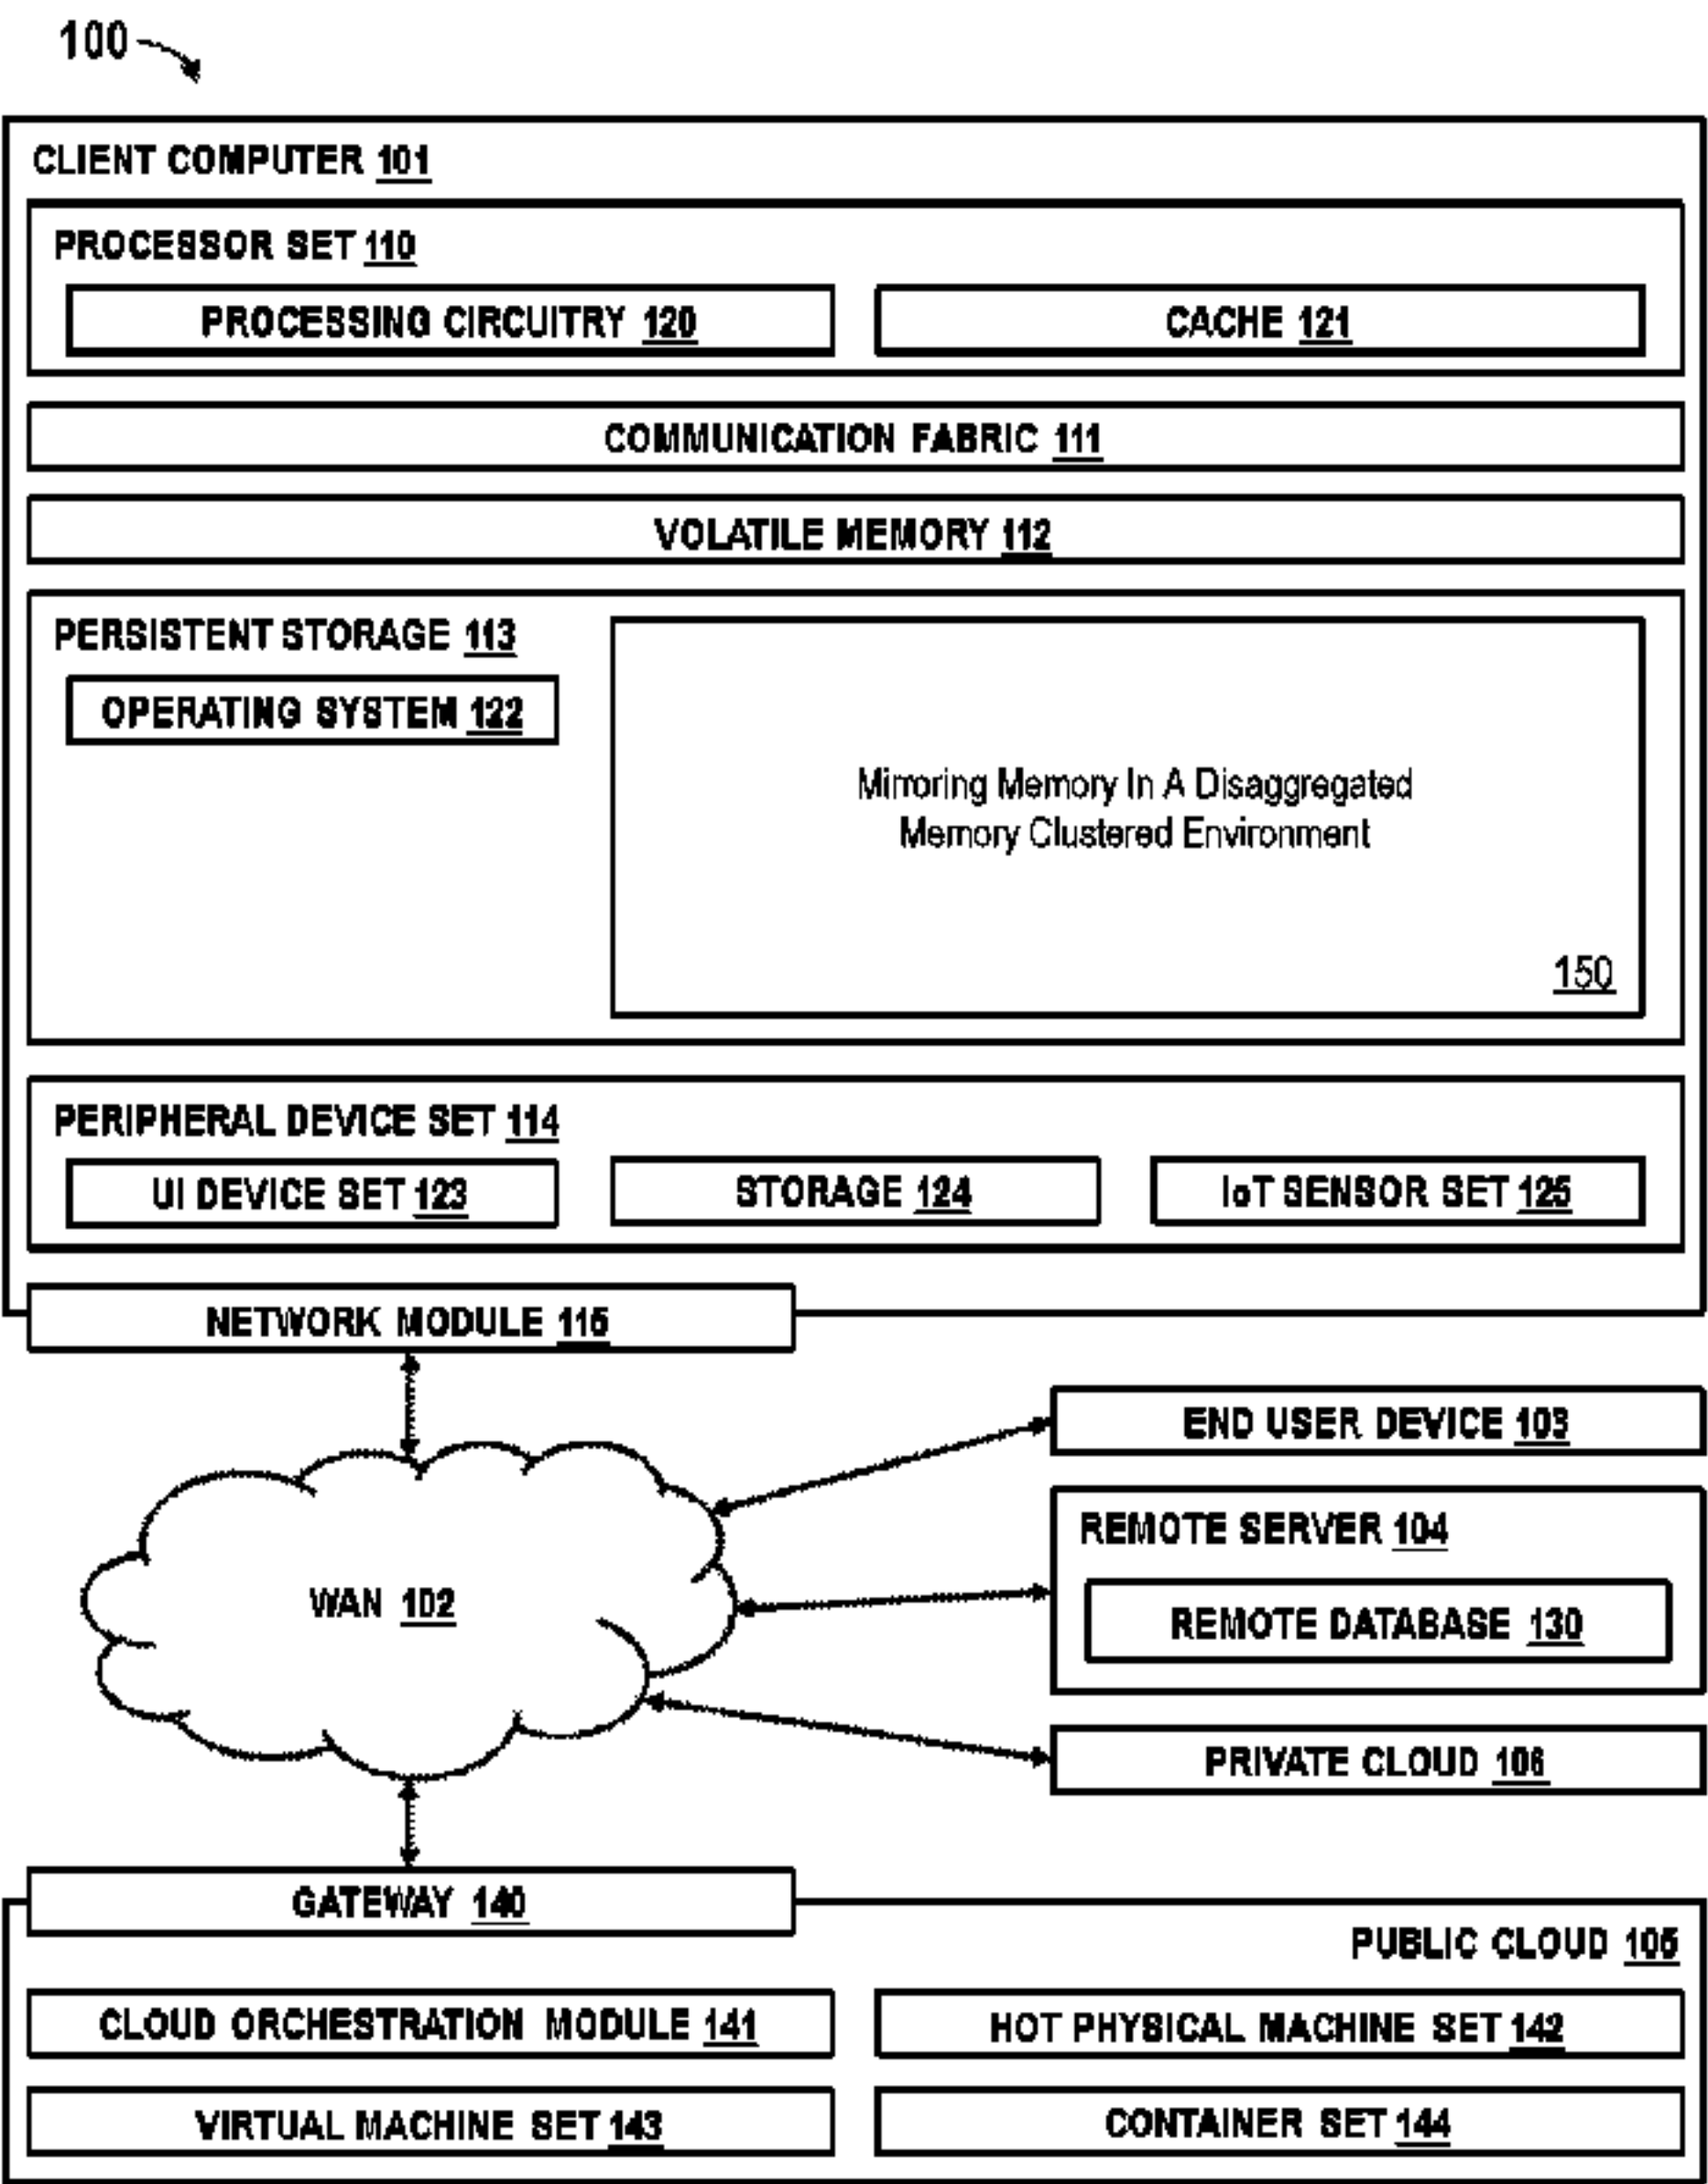 100
CLIENT COMPUTER 101
PROCESSOR SET 110
PROCESSING CIRCUITRY 120
CACHE 121
COMMUNICATION FABRIC 111
VOLATILE MEMORY 112
PERSISTENT STORAGE 113
OPERATING SYSTEM 122
Mirroring Memory In A Disaggregated
Memory Clustered Environment
150
PERIPHERAL DEVICE SET 114
UI DEVICE SET 123
STORAGE 124
IoT SENSOR SET 125
NETWORK MODULE 115
END USER DEVICE 103
REMOTE SERVER 104
WAN 102
REMOTE DATABASE 130
PRIVATE CLOUD 106
GATEWAY 140
PUBLIC CLOUD 105
CLOUD ORCHESTRATION MODULE 141
HOT PHYSICAL MACHINE SET 142
VIRTUAL MACHINE SET 143
CONTAINER SET 144